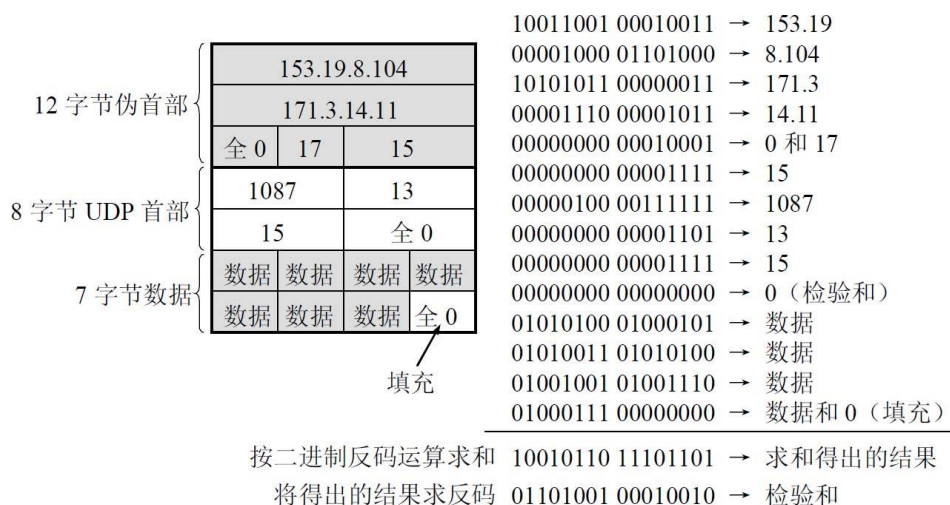 12 字节伪首部
153.19.8.104
171.3.14.11
全 0 17 15
8 字节 UDP 首部
1087 13
15 全 0
7 字节数据
数据 数据 数据 数据
数据 数据 数据 全 0
填充
10011001 00010011 → 153.19
00001000 01101000 → 8.104
10101011 00000011 → 171.3
00001110 00001011 → 14.11
00000000 00010001 → 0 和 17
00000000 00001111 → 15
00000100 00111111 → 1087
00000000 00001101 → 13
00000000 00001111 → 15
00000000 00000000 → 0（检验和）
01010100 01000101 → 数据
01010011 01010100 → 数据
01001001 01001110 → 数据
01000111 00000000 → 数据和 0（填充）
按二进制反码运算求和 10010110 11101101 → 求和得出的结果
将得出的结果求反码 01101001 00010010 → 检验和